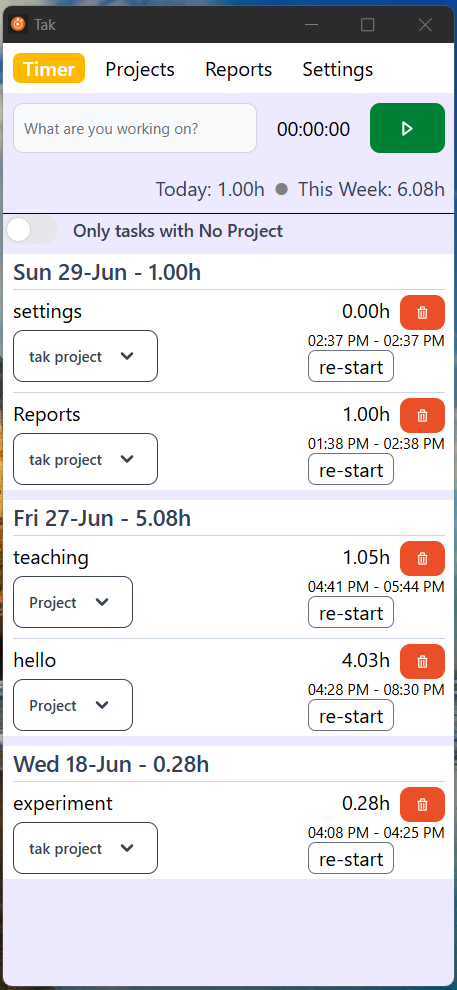 Tak
Timer Projects Reports Settings
What are you working on? 00:00:00
Today: 1.00h This Week: 6.08h
Only tasks with No Project
Sun 29-Jun - 1.00h
settings 0.00h
02:37 PM - 02:37 PM
tak project re-start
Reports 1.00h
01:38 PM - 02:38 PM
tak project re-start
Fri 27-Jun - 5.08h
teaching 1.05h
04:41 PM - 05:44 PM
Project re-start
hello 4.03h
04:28 PM - 08:30 PM
Project re-start
Wed 18-Jun - 0.28h
experiment 0.28h
04:08 PM - 04:25 PM
tak project re-start